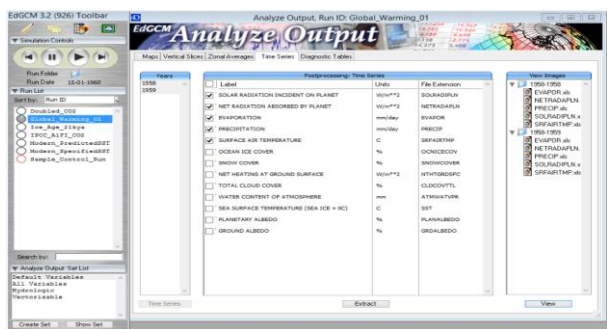 EdGCM 3.2 (926) Toolbar
Simulation Controls
Run Folder
Run Date 15-01-1960
Run List
Sort by: Run ID
Doubled_CO2
Global_Warming_01
Ice_Age_21kya
IPCC_A1FI_CO2
Modern_PredictedSST
Modern_SpecifiedSST
Sample_Control_Run
Search by:
Analyze Output: Set List
Default Variables
All Variables
Hydrologic
Vectorizable
Create Set Show Set
Analyze Output, Run ID: Global_Warming_01
EdGCM
Analyze Output
Maps Vertical Slices Zonal Averages Time Series Diagnostic Tables
Years
1958
1959
Time Series
Postprocessing: Time Series
Label Units File Extension
SOLAR RADIATION INCIDENT ON PLANET W/m**2 SOLRADIPLN
NET RADIATION ABSORBED BY PLANET W/m**2 NETRADAPLN
EVAPORATION mm/day EVAPOR
PRECIPITATION mm/day PRECIP
SURFACE AIR TEMPERATURE C SRFAIRTMP
OCEAN ICE COVER % OCNICECOV
SNOW COVER % SNOWCOVER
NET HEATING AT GROUND SURFACE W/m**2 NTHTGRDSFC
TOTAL CLOUD COVER % CLDCOVTTL
WATER CONTENT OF ATMOSPHERE mm ATMWATVPR
SEA SURFACE TEMPERATURE (SEA ICE = 0C) C SST
PLANETARY ALBEDO % PLANALBEDO
GROUND ALBEDO % GRDALBEDO
Extract
View Images
1958-1958
EVAPOR.xls
NETRADAPLN.
PRECIP.xls
SOLRADIPLN.x
SRFAIRTMP.xls
1958-1959
EVAPOR.xls
NETRADAPLN.
PRECIP.xls
SOLRADIPLN.x
SRFAIRTMP.xls
View